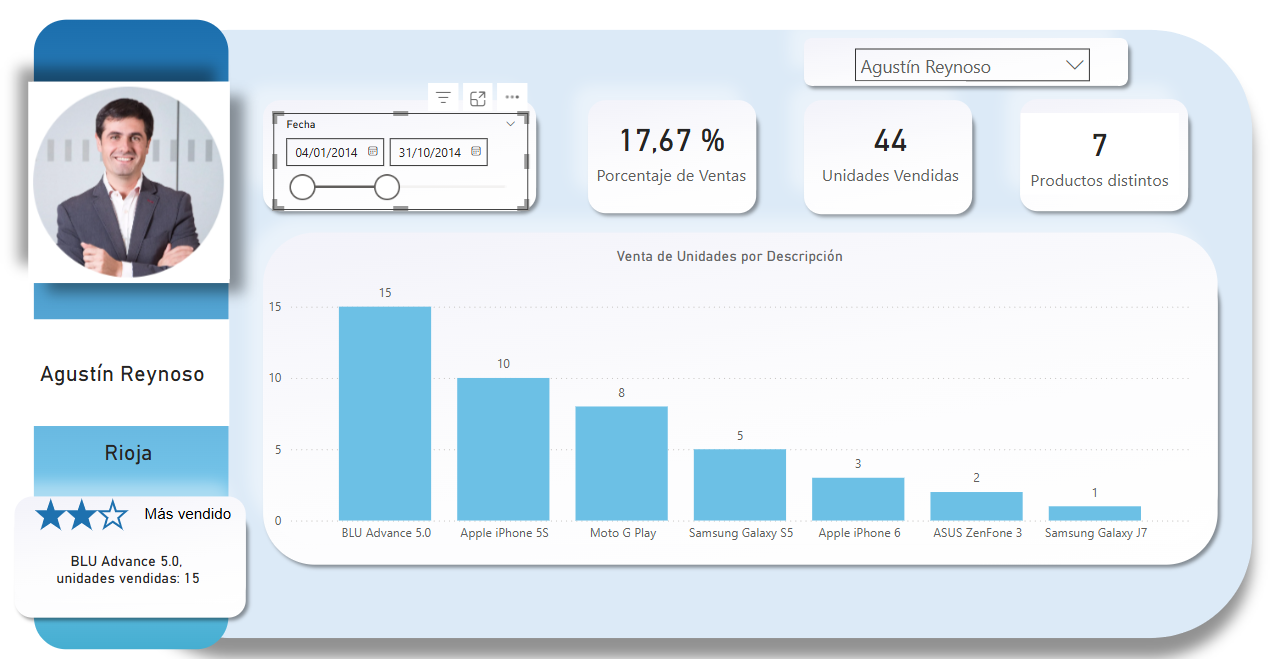 Agustín Reynoso
Fecha
04/01/2014 31/10/2014
17,67 %
Porcentaje de Ventas
44
Unidades Vendidas
7
Productos distintos
Agustín Reynoso
Rioja
Más vendido
BLU Advance 5.0,
unidades vendidas: 15
Venta de Unidades por Descripción
15
10
5
0
15
10
8
5
3
2
1
BLU Advance 5.0
Apple iPhone 5S
Moto G Play
Samsung Galaxy S5
Apple iPhone 6
ASUS ZenFone 3
Samsung Galaxy J7